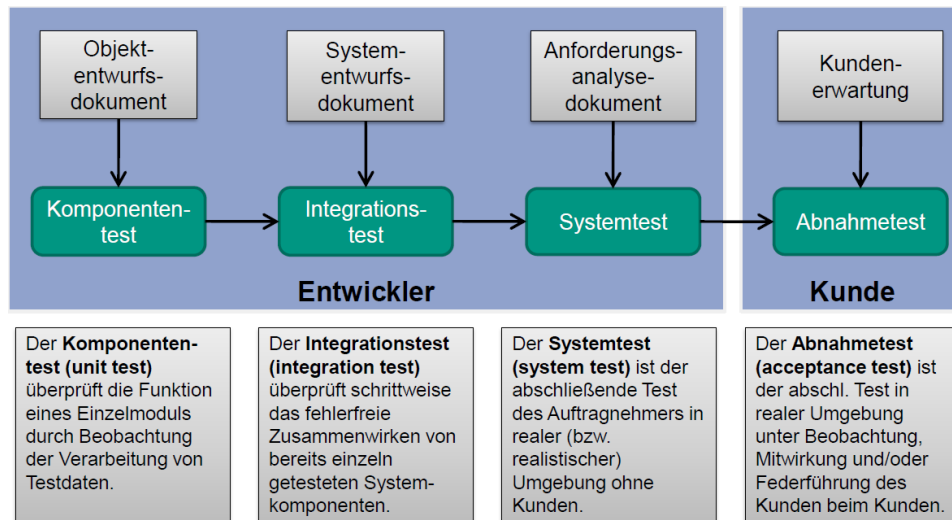 Objekt-
entwurfs-
dokument
System-
entwurfs-
dokument
Anforderungs-
analyse-
dokument
Kunden-
erwartung
Komponenten-
test
Integrations-
test
Systemtest
Abnahmetest
Entwickler
Kunde
Der Komponenten-
test (unit test)
überprüft die Funktion
eines Einzelmoduls
durch Beobachtung
der Verarbeitung von
Testdaten.
Der Integrationstest
(integration test)
überprüft schrittweise
das fehlerfreie
Zusammenwirken von
bereits einzeln
getesteten System-
komponenten.
Der Systemtest
(system test) ist der
abschließende Test
des Auftragnehmers in
realer (bzw.
realistischer)
Umgebung ohne
Kunden.
Der Abnahmetest
(acceptance test) ist
der abschl. Test in
realer Umgebung
unter Beobachtung,
Mitwirkung und/oder
Federführung des
Kunden beim Kunden.